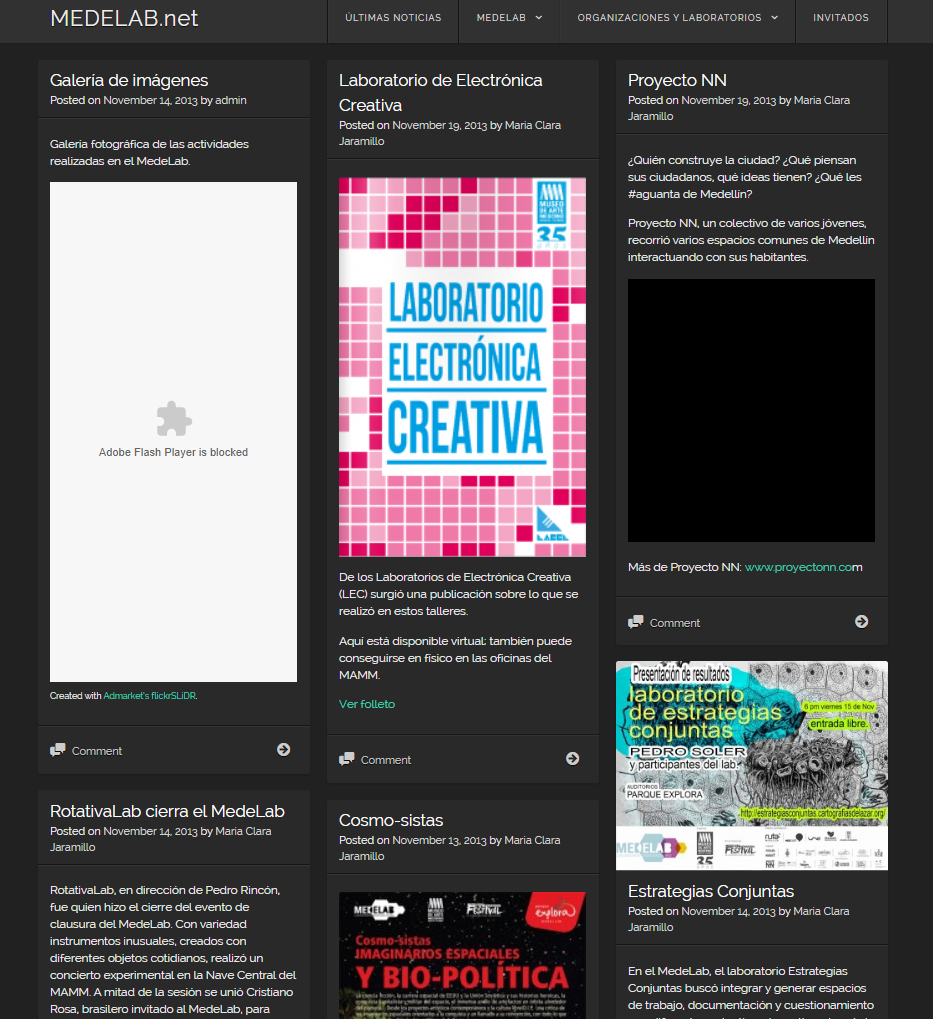 MEDELAB.net
ÚLTIMAS NOTICIAS
MEDELAB
ORGANIZACIONES Y LABORATORIOS
INVITADOS
Galería de imágenes
Posted on November 14, 2013 by admin
Galeria fotográfica de las actividades
realizadas en el MedeLab.
Adobe Flash Player is blocked
Created with Admarket's flickrSLiDR.
Comment
RotativaLab cierra el MedeLab
Posted on November 14, 2013 by Maria Clara
Jaramillo
RotativaLab, en dirección de Pedro Rincón,
fue quien hizo el cierre del evento de
clausura del MedeLab. Con variedad
instrumentos inusuales, creados con
diferentes objetos cotidianos, realizó un
concierto experimental en la Nave Central del
MAMM. A mitad de la sesión se unió Cristiano
Rosa, brasilero invitado al MedeLab, para
Laboratorio de Electrónica
Creativa
Posted on November 19, 2013 by Maria Clara
Jaramillo
MUSEO
DE ARTE
MODERNO
35
LABORATORIO
ELECTRÓNICA
CREATIVA
LABEL
De los Laboratorios de Electrónica Creativa
(LEC) surgió una publicación sobre lo que se
realizó en estos talleres.
Aquí está disponible virtual; también puede
conseguirse en físico en las oficinas del
MAMM.
Ver folleto
Comment
Cosmo-sistas
Posted on November 13, 2013 by Maria Clara
Jaramillo
MEDELAB
FESTIVAL
explora
Cosmo-sistas
IMAGINARIOS ESPACIALES
Y BIO-POLÍTICA
Proyecto NN
Posted on November 19, 2013 by Maria Clara
Jaramillo
¿Quién construye la ciudad? ¿Qué piensan
sus ciudadanos, qué ideas tienen? ¿Qué les
#aguanta de Medellín?
Proyecto NN, un colectivo de varios jóvenes,
recorrió varios espacios comunes de Medellín
interactuando con sus habitantes.
Más de Proyecto NN: www.proyectonn.com
Comment
Presentación de resultados
laboratorio
de estrategias
conjuntas
6 pm viernes 15 de Nov
entrada libre.
PEDRO SOLER
y participantes del lab.
AUDITORIOS
PARQUE EXPLORA
http://estrategiasconjuntas.cartografiasdelazar.org/
MEDELAB
35
FESTIVAL
ruta
Estrategias Conjuntas
Posted on November 14, 2013 by Maria Clara
Jaramillo
En el MedeLab, el laboratorio Estrategias
Conjuntas buscó integrar y generar espacios
de trabajo, documentación y cuestionamiento